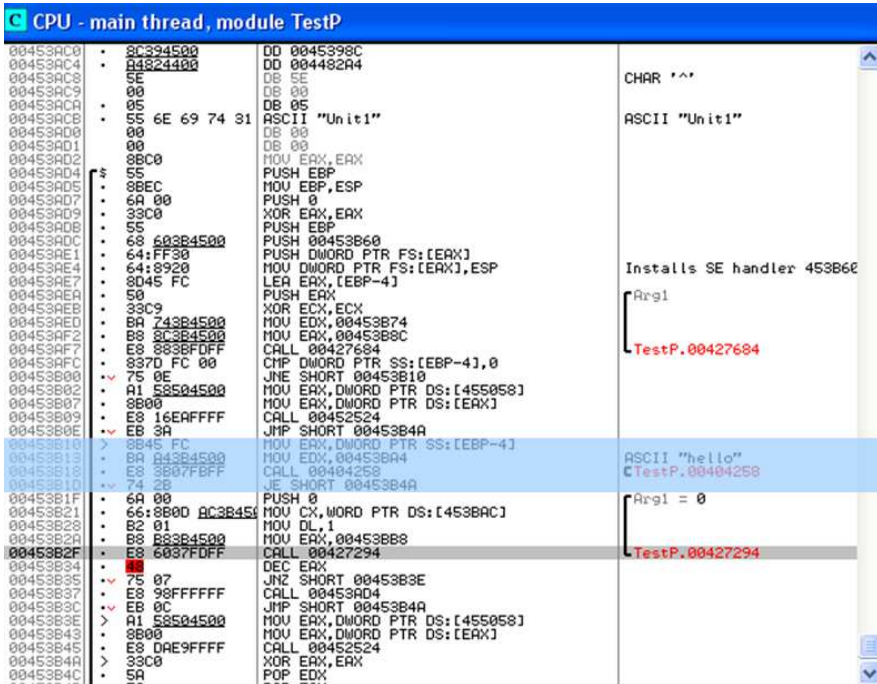 C CPU - main thread, module TestP
00453AC0 · 8C394500 DD 0045398C
00453AC4 · A4824400 DD 004482A4
00453AC8 5E DB 5E CHAR '^'
00453AC9 00 DB 00
00453ACA · 05 DB 05
00453ACB · 55 6E 69 74 31 ASCII "Unit1" ASCII "Unit1"
00453AD0 00 DB 00
00453AD1 00 DB 00
00453AD2 8BC0 MOV EAX,EAX
00453AD4 $ 55 PUSH EBP
00453AD5 · 8BEC MOV EBP,ESP
00453AD7 · 6A 00 PUSH 0
00453AD9 · 33C0 XOR EAX,EAX
00453ADB · 55 PUSH EBP
00453ADC · 68 603B4500 PUSH 00453B60
00453AE1 · 64:FF30 PUSH DWORD PTR FS:[EAX]
00453AE4 · 64:8920 MOV DWORD PTR FS:[EAX],ESP Installs SE handler 453B60
00453AE7 · 8D45 FC LEA EAX,[EBP-4]
00453AEA · 50 PUSH EAX Arg1
00453AEB · 33C9 XOR ECX,ECX
00453AED · BA 743B4500 MOV EDX,00453B74
00453AF2 · B8 8C3B4500 MOV EAX,00453B8C
00453AF7 · E8 883BFDFF CALL 00427684 TestP.00427684
00453AFC · 837D FC 00 CMP DWORD PTR SS:[EBP-4],0
00453B00 · 75 0E JNE SHORT 00453B10
00453B02 · A1 58504500 MOV EAX,DWORD PTR DS:[455058]
00453B07 · 8B00 MOV EAX,DWORD PTR DS:[EAX]
00453B09 · E8 16EAFFFF CALL 00452524
00453B0E · EB 3A JMP SHORT 00453B4A
00453B10 > 8B45 FC MOV EAX,DWORD PTR SS:[EBP-4]
00453B13 · BA A43B4500 MOV EDX,00453BA4 ASCII "hello"
00453B18 · E8 3B07FBFF CALL 00404258 TestP.00404258
00453B1D · 74 2B JE SHORT 00453B4A
00453B1F · 6A 00 PUSH 0 Arg1 = 0
00453B21 · 66:8B0D AC3B45 MOV CX,WORD PTR DS:[453BAC]
00453B28 · B2 01 MOV DL,1
00453B2A · B8 B83B4500 MOV EAX,00453BB8
00453B2F · E8 6037FDFF CALL 00427294 TestP.00427294
00453B34 · 48 DEC EAX
00453B35 · 75 07 JNZ SHORT 00453B3E
00453B37 · E8 98FFFFFF CALL 00453AD4
00453B3C · EB 0C JMP SHORT 00453B4A
00453B3E > A1 58504500 MOV EAX,DWORD PTR DS:[455058]
00453B43 · 8B00 MOV EAX,DWORD PTR DS:[EAX]
00453B45 · E8 DAE9FFFF CALL 00452524
00453B4A > 33C0 XOR EAX,EAX
00453B4C · 5A POP EDX